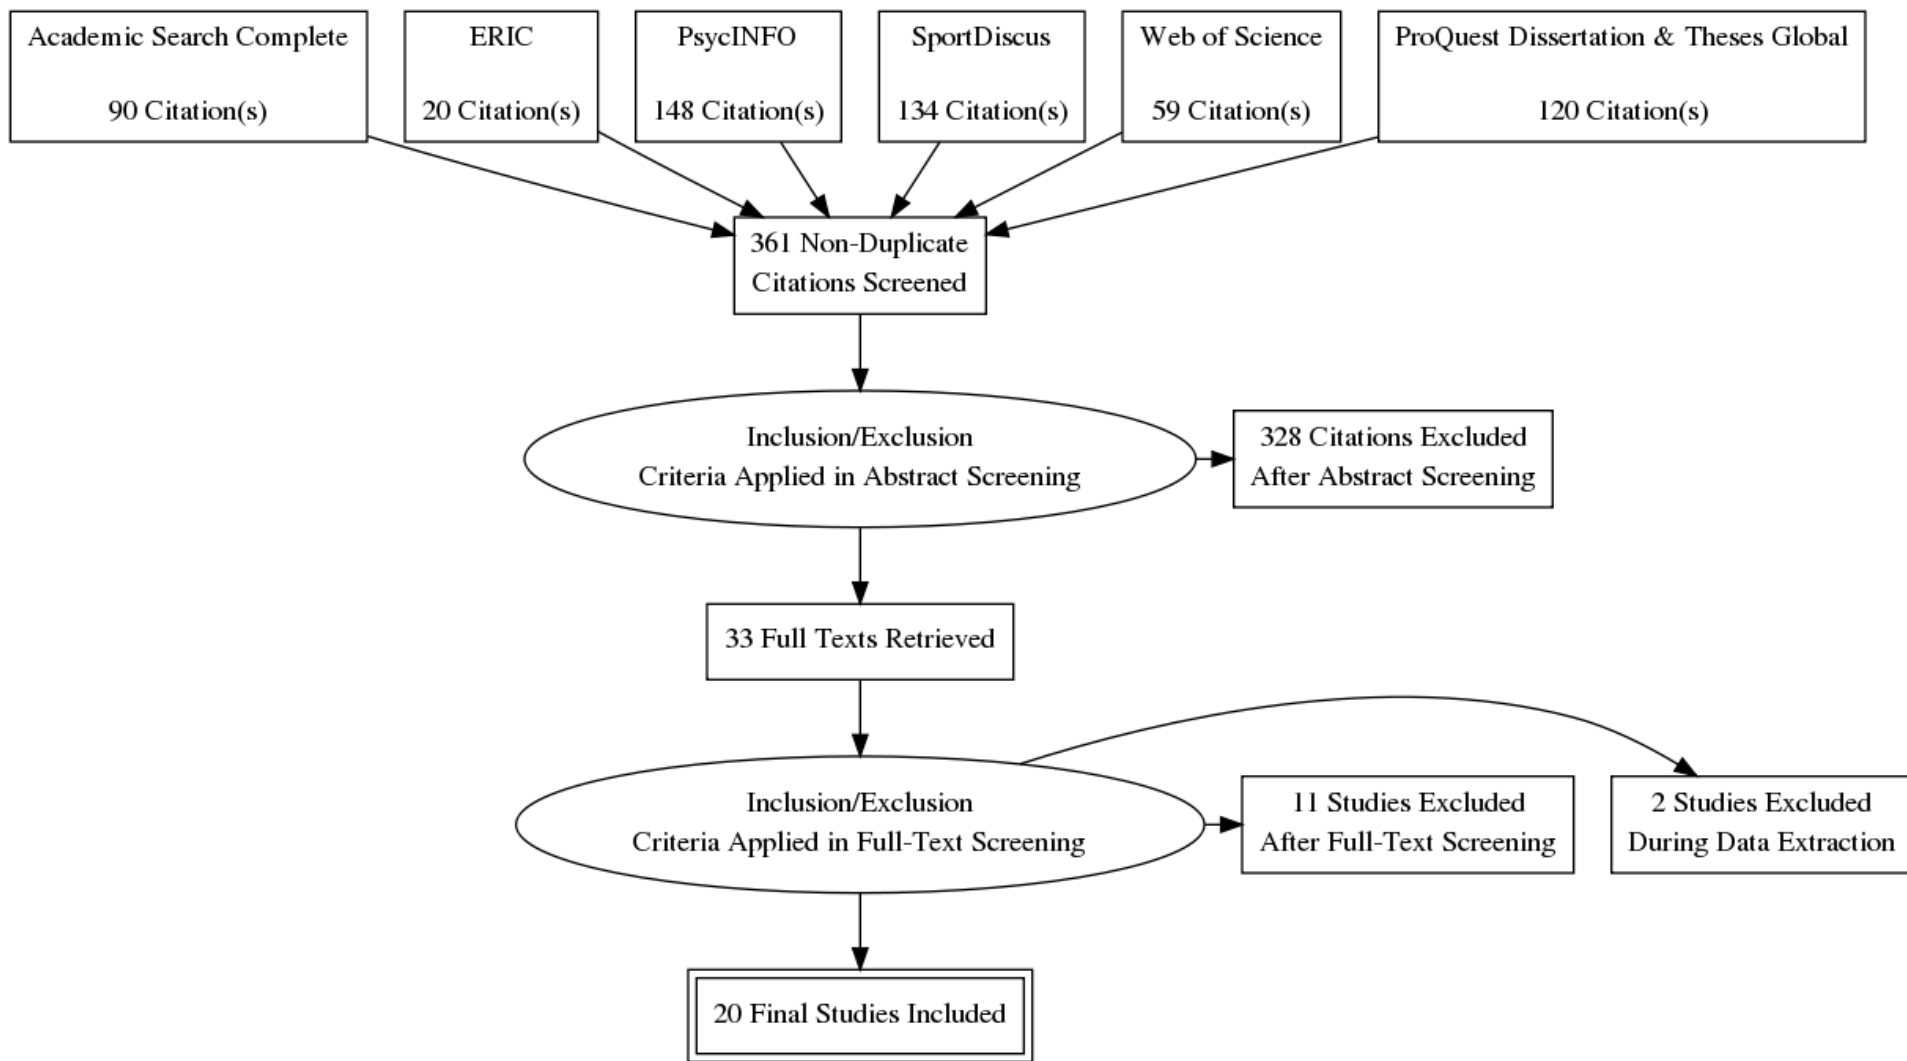 Academic Search Complete
90 Citation(s)
ERIC
20 Citation(s)
PsycINFO
148 Citation(s)
SportDiscus
134 Citation(s)
Web of Science
59 Citation(s)
ProQuest Dissertation & Theses Global
120 Citation(s)
361 Non-Duplicate
Citations Screened
Inclusion/Exclusion
Criteria Applied in Abstract Screening
328 Citations Excluded
After Abstract Screening
33 Full Texts Retrieved
Inclusion/Exclusion
Criteria Applied in Full-Text Screening
11 Studies Excluded
After Full-Text Screening
2 Studies Excluded
During Data Extraction
20 Final Studies Included